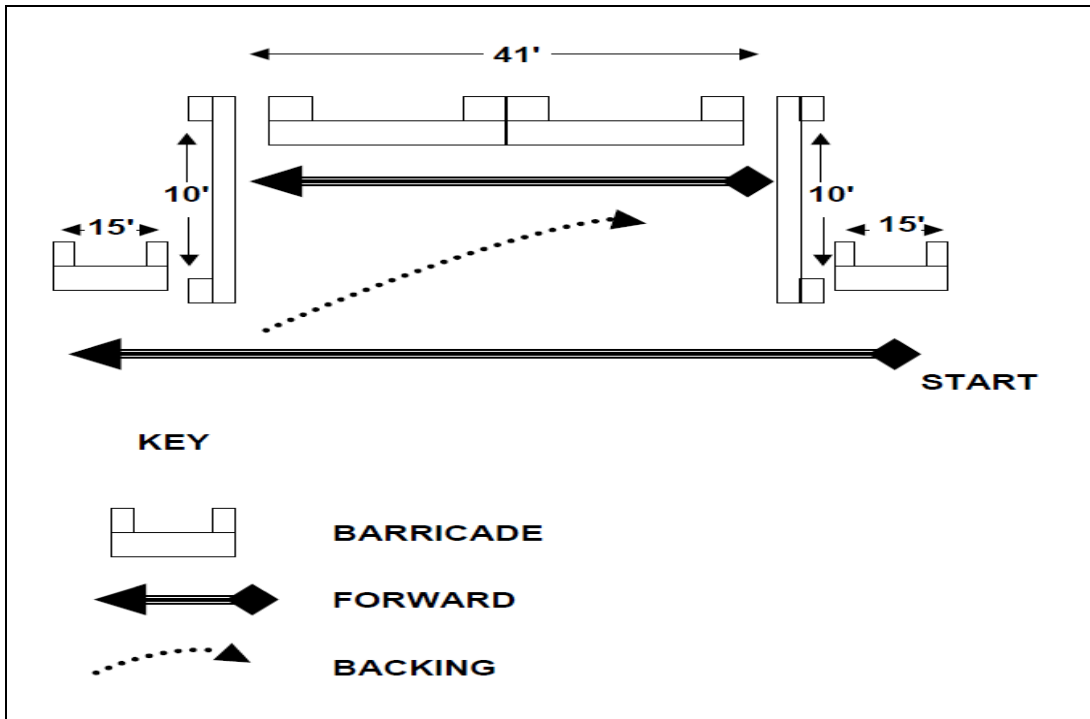 41'
10'
10'
15'
15'
START
KEY
BARRICADE
FORWARD
BACKING